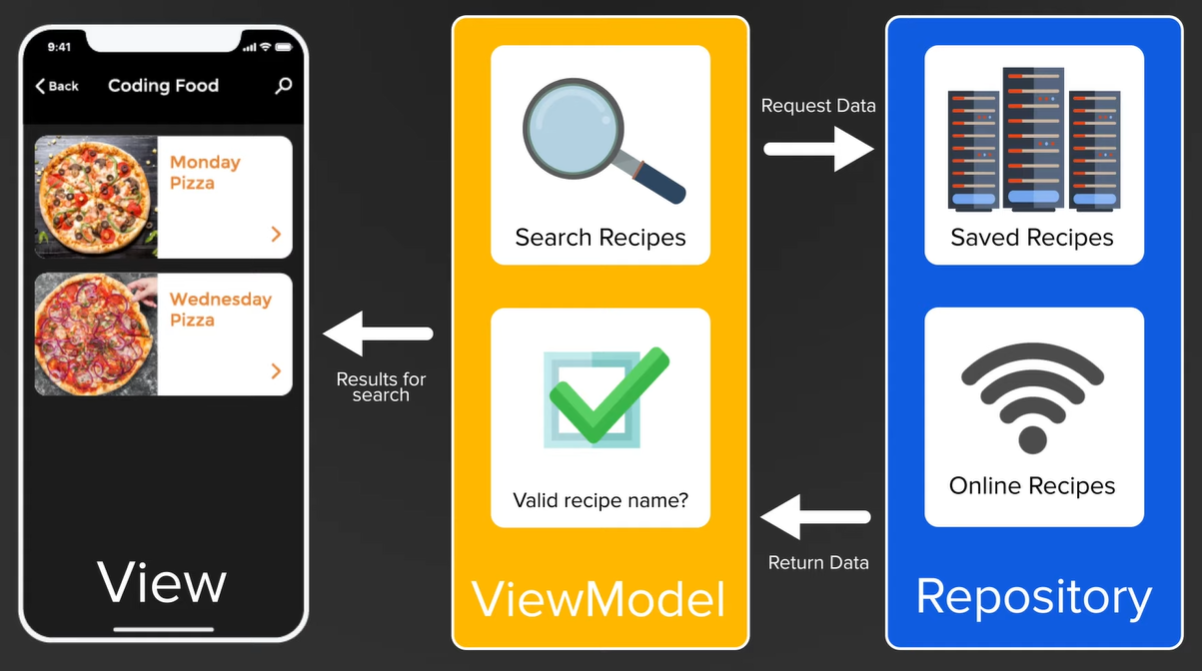 9:41
Back
Coding Food
Monday
Pizza
Wednesday
Pizza
View
Results for
search
Search Recipes
Valid recipe name?
ViewModel
Request Data
Return Data
Saved Recipes
Online Recipes
Repository